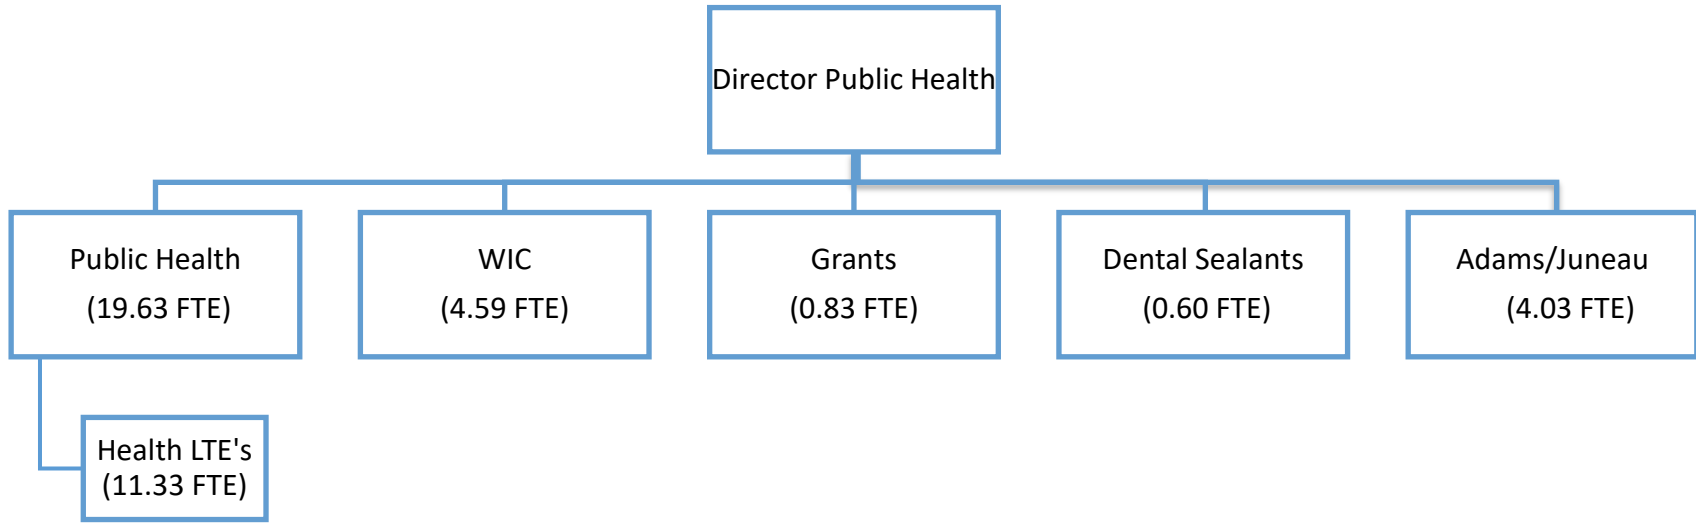 Director Public Health
Public Health
(19.63 FTE)
WIC
(4.59 FTE)
Grants
(0.83 FTE)
Dental Sealants
(0.60 FTE)
Adams/Juneau
(4.03 FTE)
Health LTE's
(11.33 FTE)